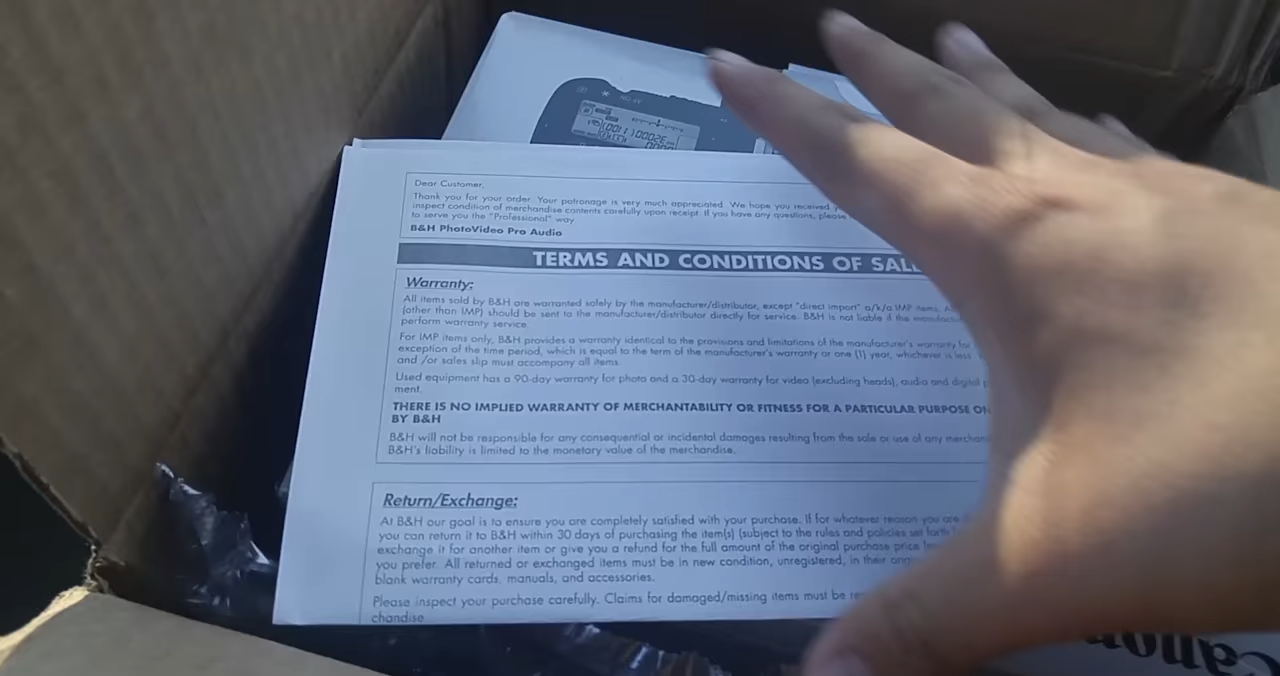 Dear Customer,
Thank you for your order. Your patronage is very much appreciated. We hope you received
inspect condition of merchandise contents carefully upon receipt. If you have any questions, please
to serve you the "Professional" way
B&H PhotoVideo Pro Audio
TERMS AND CONDITIONS OF SALE
Warranty:
All items sold by B&H are warranted solely by the manufacturer/distributor, except "direct import" a/k/a IMP items.
(other than IMP) should be sent to the manufacturer/distributor directly for service. B&H is not liable if the
perform warranty service.
For IMP items only, B&H provides a warranty identical to the provisions and limitations of the manufacturer's warranty for
exception of the time period, which is equal to the term of the manufacturer's warranty or one (1) year, whichever is less
and /or sales slip must accompany all items.
Used equipment has a 90-day warranty for photo and a 30-day warranty for video (excluding heads), audio and digital
ment.
THERE IS NO IMPLIED WARRANTY OF MERCHANTABILITY OR FITNESS FOR A PARTICULAR PURPOSE ON
BY B&H
B&H will not be responsible for any consequential or incidental damages resulting from the sale or use of any
B&H's liability is limited to the monetary value of the merchandise.
Return/Exchange:
At B&H our goal is to ensure you are completely satisfied with your purchase. If for whatever reason you are
you can return it to B&H within 30 days of purchasing the item(s) (subject to the rules and policies set forth
exchange it for another item or give you a refund for the full amount of the original purchase price
you prefer. All returned or exchanged items must be in new condition, unregistered, in their
blank warranty cards, manuals, and accessories.
Please inspect your purchase carefully. Claims for damaged/missing items must be
chandise
Canon